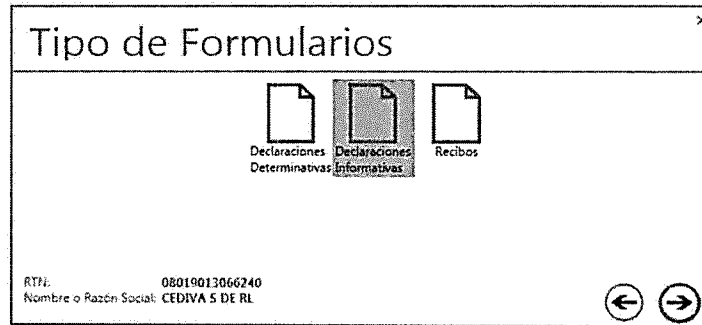 Tipo de Formularios
Declaraciones Determinativas
Declaraciones Informativas
Recibos
RTN: 08019013066240
Nombre o Razón Social: CEDIVA S DE RL